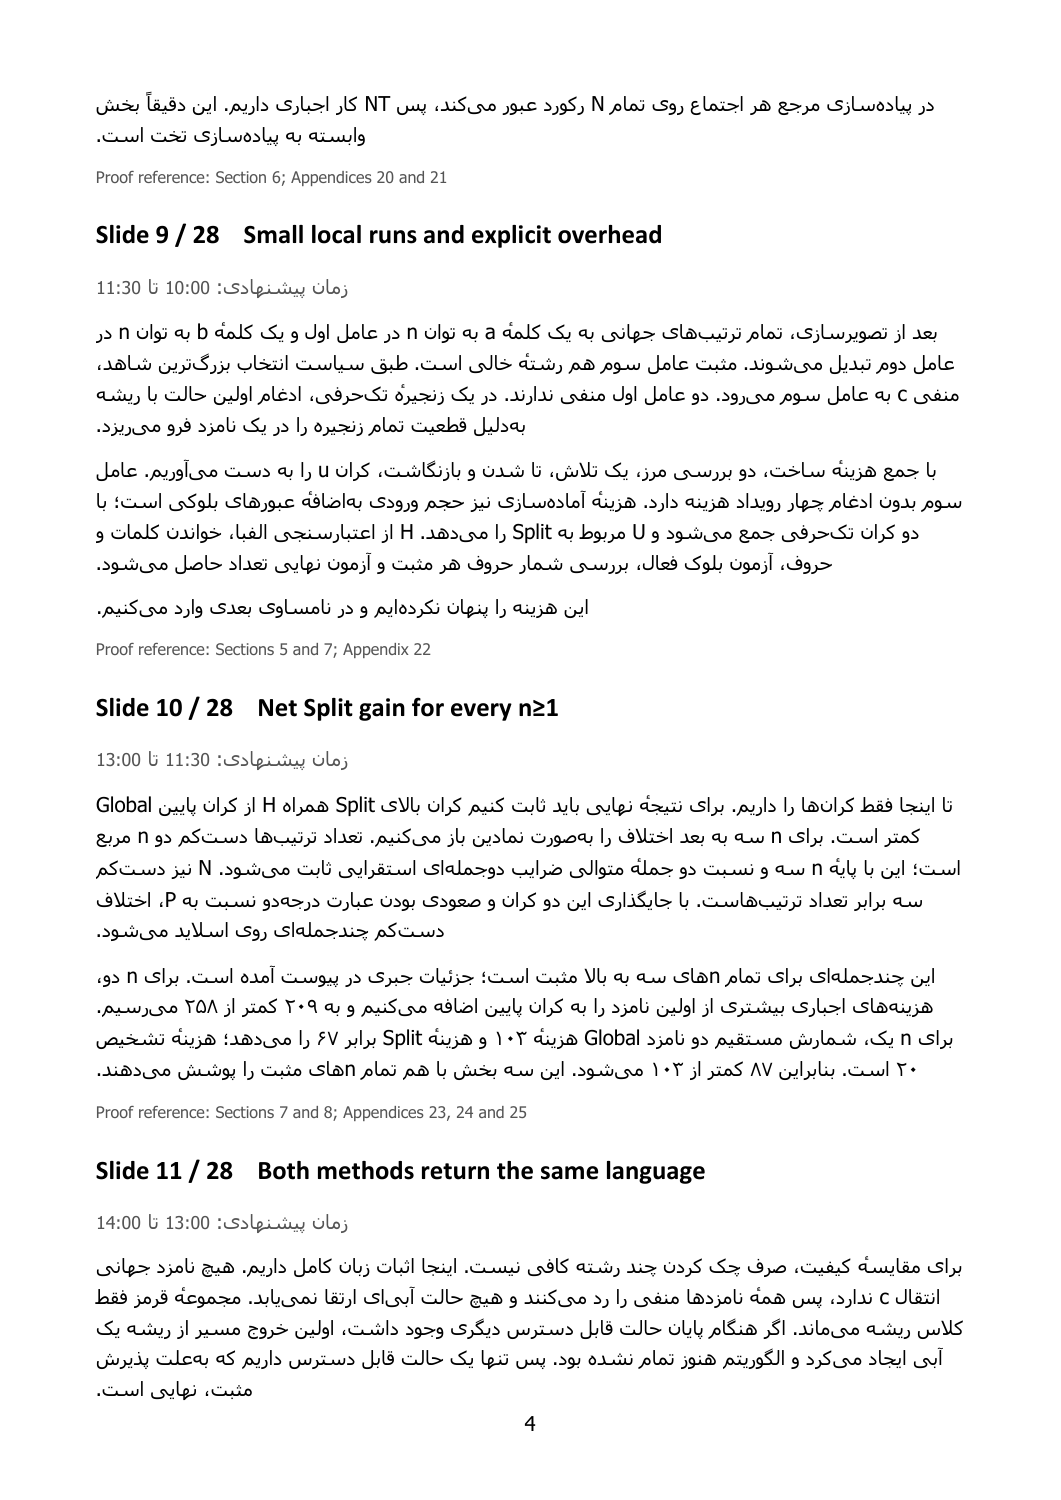 در پیاده‌سازی مرجع هر اجتماع روی تمام N رکورد عبور می‌کند، پس NT کار اجباری داریم. این دقیقاً بخش
وابسته به پیاده‌سازی تخت است.
Proof reference: Section 6; Appendices 20 and 21
Slide 9 / 28    Small local runs and explicit overhead
زمان پیشنهادی: 10:00 تا 11:30
بعد از تصویرسازی، تمام ترتیب‌های جهانی به یک کلمهٔ a به توان n در عامل اول و یک کلمهٔ b به توان n در
عامل دوم تبدیل می‌شوند. مثبت عامل سوم هم رشتهٔ خالی است. طبق سیاست انتخاب بزرگ‌ترین شاهد،
منفی c به عامل سوم می‌رود. دو عامل اول منفی ندارند. در یک زنجیرهٔ تک‌حرفی، ادغام اولین حالت با ریشه
به‌دلیل قطعیت تمام زنجیره را در یک نامزد فرو می‌ریزد.
با جمع هزینهٔ ساخت، دو بررسی مرز، یک تلاش، تا شدن و بازنگاشت، کران u را به دست می‌آوریم. عامل
سوم بدون ادغام چهار رویداد هزینه دارد. هزینهٔ آماده‌سازی نیز حجم ورودی به‌اضافهٔ عبورهای بلوکی است؛ با
دو کران تک‌حرفی جمع می‌شود و U مربوط به Split را می‌دهد. H از اعتبارسنجی الفبا، خواندن کلمات و
حروف، آزمون بلوک فعال، بررسی شمار حروف هر مثبت و آزمون نهایی تعداد حاصل می‌شود.
این هزینه را پنهان نکرده‌ایم و در نامساوی بعدی وارد می‌کنیم.
Proof reference: Sections 5 and 7; Appendix 22
Slide 10 / 28    Net Split gain for every n≥1
زمان پیشنهادی: 11:30 تا 13:00
تا اینجا فقط کران‌ها را داریم. برای نتیجهٔ نهایی باید ثابت کنیم کران بالای Split همراه H از کران پایین Global
کمتر است. برای n سه به بعد اختلاف را به‌صورت نمادین باز می‌کنیم. تعداد ترتیب‌ها دست‌کم دو n مربع
است؛ این با پایهٔ n سه و نسبت دو جملهٔ متوالی ضرایب دوجمله‌ای استقرایی ثابت می‌شود. N نیز دست‌کم
سه برابر تعداد ترتیب‌هاست. با جایگذاری این دو کران و صعودی بودن عبارت درجه‌دو نسبت به P، اختلاف
دست‌کم چندجمله‌ای روی اسلاید می‌شود.
این چندجمله‌ای برای تمام nهای سه به بالا مثبت است؛ جزئیات جبری در پیوست آمده است. برای n دو،
هزینه‌های اجباری بیشتری از اولین نامزد را به کران پایین اضافه می‌کنیم و به ۲۰۹ کمتر از ۲۵۸ می‌رسیم.
برای n یک، شمارش مستقیم دو نامزد Global هزینهٔ ۱۰۳ و هزینهٔ Split برابر ۶۷ را می‌دهد؛ هزینهٔ تشخیص
۲۰ است. بنابراین ۸۷ کمتر از ۱۰۳ می‌شود. این سه بخش با هم تمام nهای مثبت را پوشش می‌دهند.
Proof reference: Sections 7 and 8; Appendices 23, 24 and 25
Slide 11 / 28    Both methods return the same language
زمان پیشنهادی: 13:00 تا 14:00
برای مقایسهٔ کیفیت، صرف چک کردن چند رشته کافی نیست. اینجا اثبات زبان کامل داریم. هیچ نامزد جهانی
انتقال c ندارد، پس همهٔ نامزدها منفی را رد می‌کنند و هیچ حالت آبی‌ای ارتقا نمی‌یابد. مجموعهٔ قرمز فقط
کلاس ریشه می‌ماند. اگر هنگام پایان حالت قابل دسترس دیگری وجود داشت، اولین خروج مسیر از ریشه یک
آبی ایجاد می‌کرد و الگوریتم هنوز تمام نشده بود. پس تنها یک حالت قابل دسترس داریم که به‌علت پذیرش
مثبت، نهایی است.
4